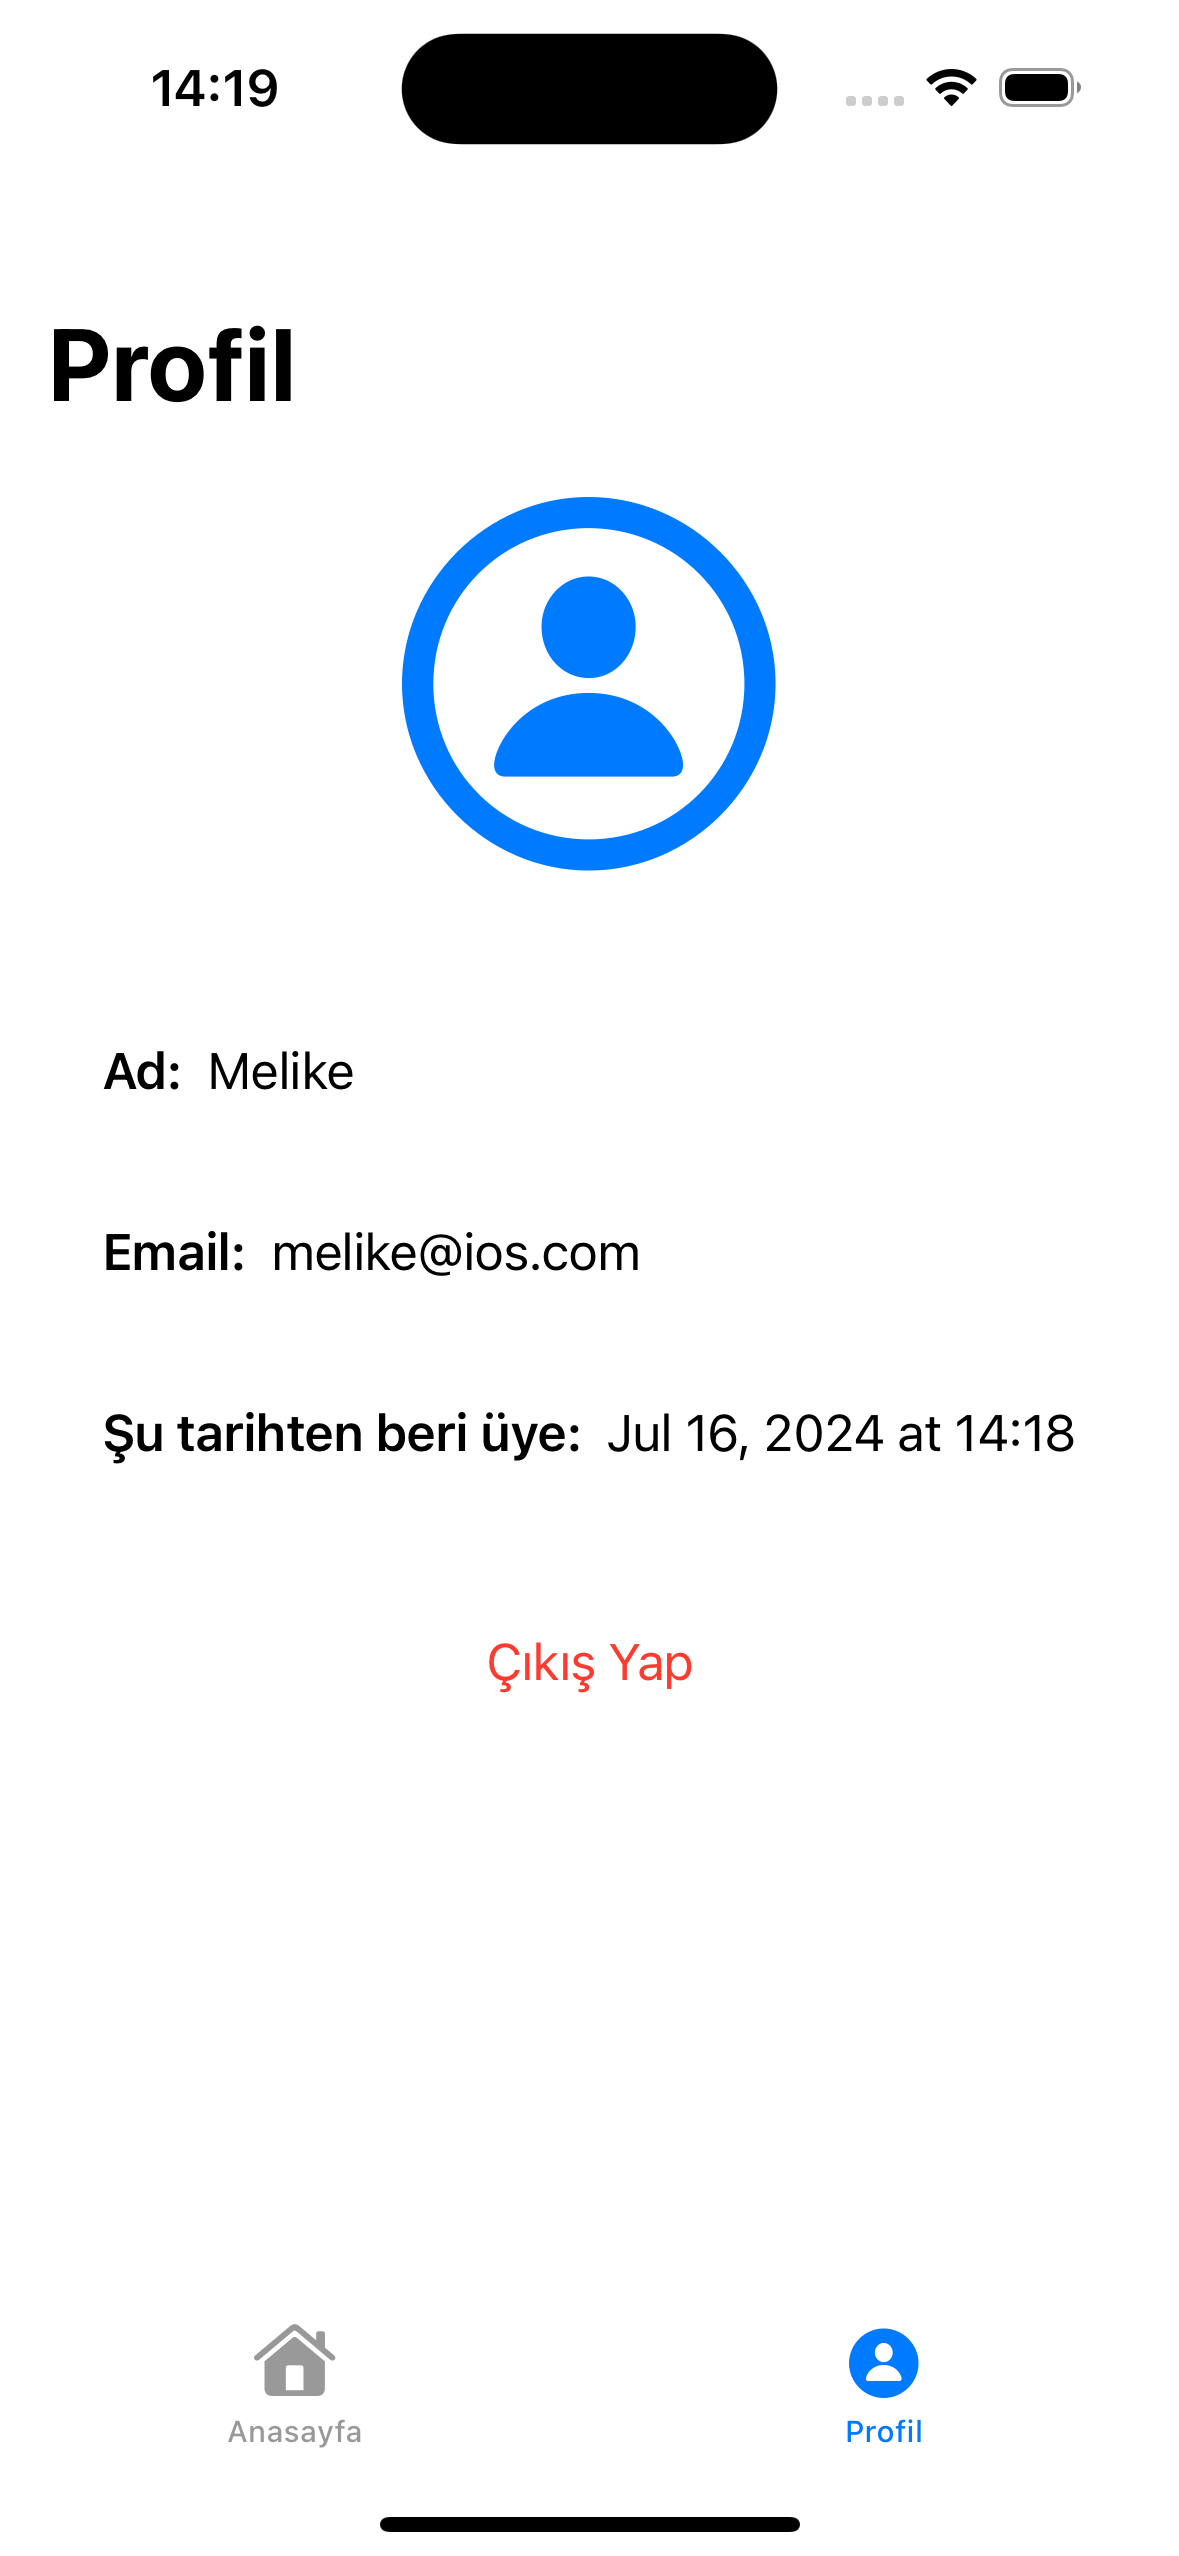 14:19
Profil
Ad: Melike
Email: melike@ios.com
Şu tarihten beri üye: Jul 16, 2024 at 14:18
Çıkış Yap
Anasayfa
Profil